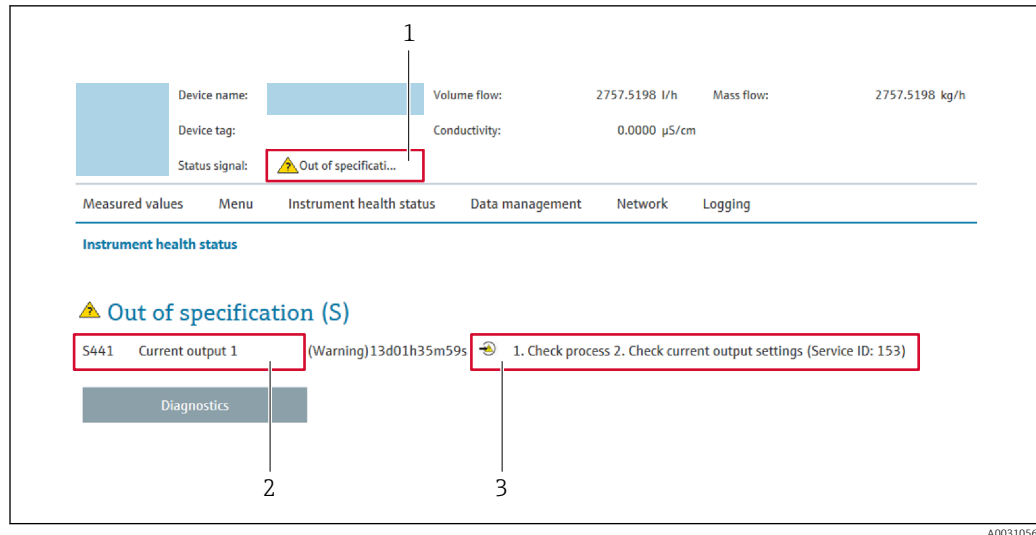 1
Device name: Volume flow: 2757.5198 l/h Mass flow: 2757.5198 kg/h
Device tag: Conductivity: 0.0000 µS/cm
Status signal: Out of specificati...
Measured values Menu Instrument health status Data management Network Logging
Instrument health status
Out of specification (S)
S441 Current output 1 (Warning)13d01h35m59s 1. Check process 2. Check current output settings (Service ID: 153)
Diagnostics
2 3
A0031056